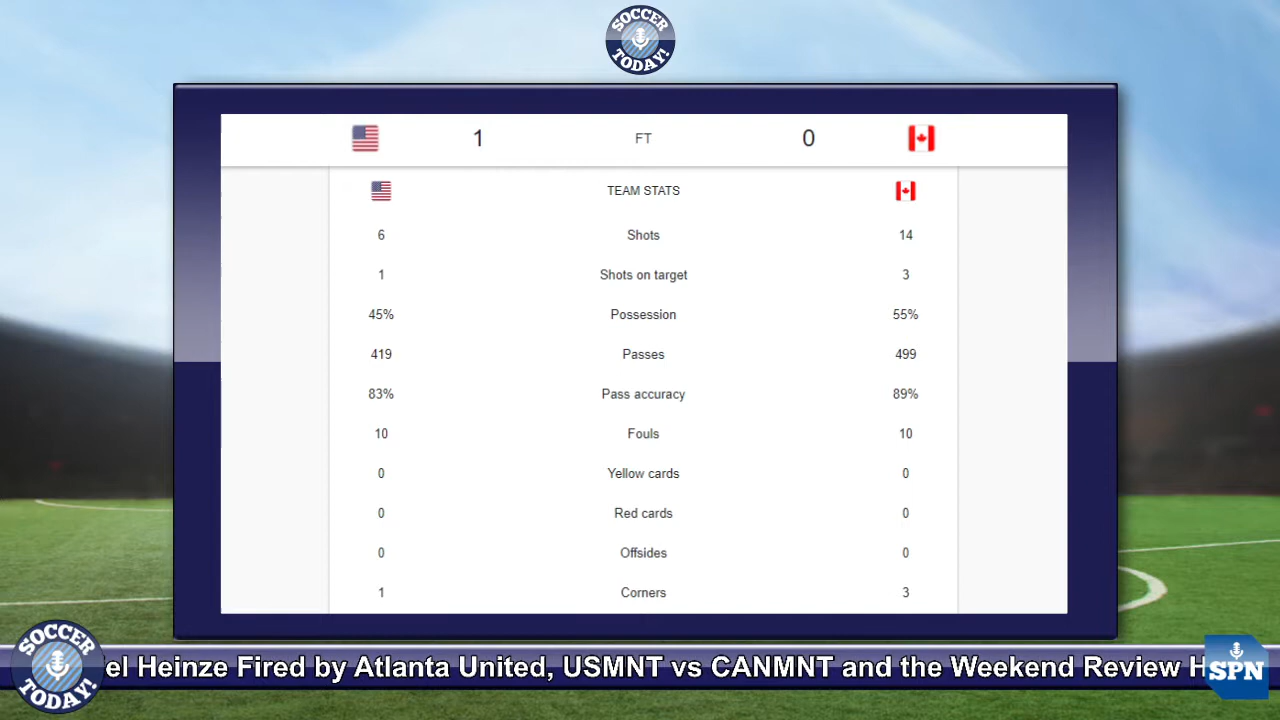 SOCCER
TODAY!
1 FT 0
TEAM STATS
6 Shots 14
1 Shots on target 3
45% Possession 55%
419 Passes 499
83% Pass accuracy 89%
10 Fouls 10
0 Yellow cards 0
0 Red cards 0
0 Offsides 0
1 Corners 3
SOCCER
TODAY!
el Heinze Fired by Atlanta United, USMNT vs CANMNT and the Weekend Review H
SPN